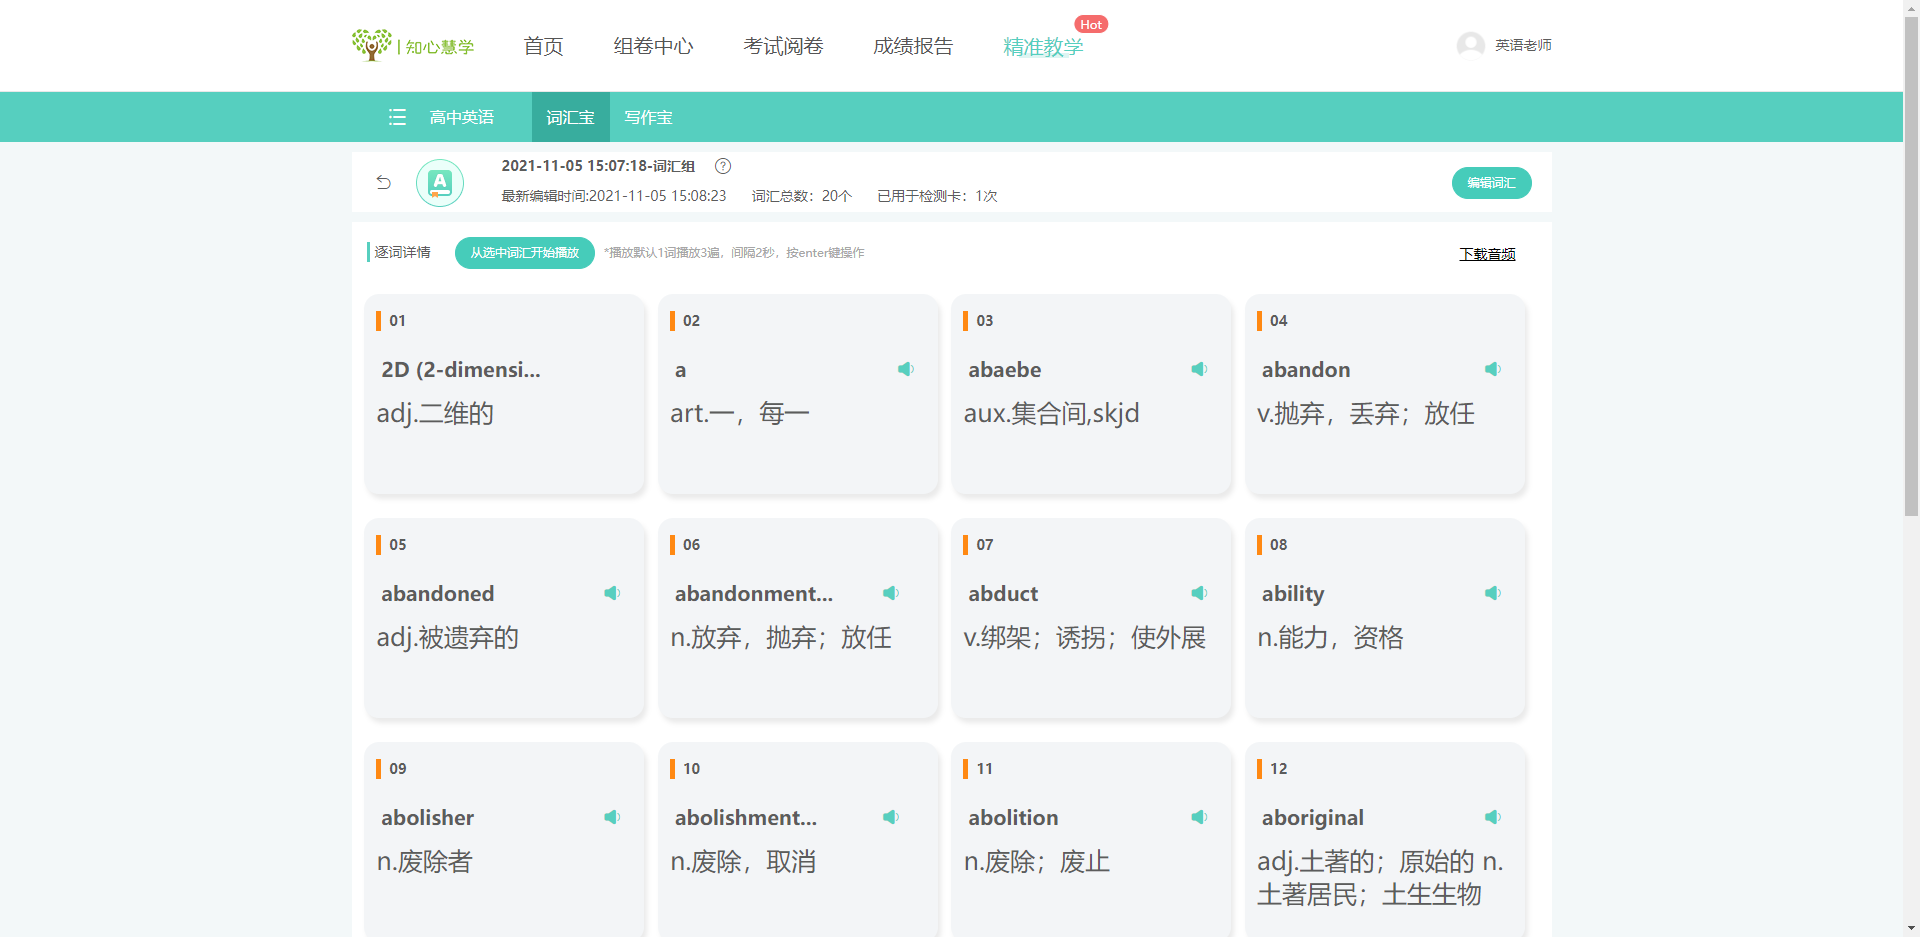 知心慧学
首页
组卷中心
考试阅卷
成绩报告
精准教学
Hot
英语老师
高中英语
词汇宝
写作宝
2021-11-05 15:07:18-词汇组
?
最新编辑时间:2021-11-05 15:08:23
词汇总数：20个
已用于检测卡：1次
编辑词汇
逐词详情
从选中词汇开始播放
*播放默认1词播放3遍，间隔2秒，按enter键操作
下载音频
01
2D (2-dimensi...
adj.二维的
02
a
art.一，每一
03
abaebe
aux.集合间,skjd
04
abandon
v.抛弃，丢弃；放任
05
abandoned
adj.被遗弃的
06
abandonment...
n.放弃，抛弃；放任
07
abduct
v.绑架；诱拐；使外展
08
ability
n.能力，资格
09
abolisher
n.废除者
10
abolishment...
n.废除，取消
11
abolition
n.废除；废止
12
aboriginal
adj.土著的；原始的 n.
土著居民；土生生物